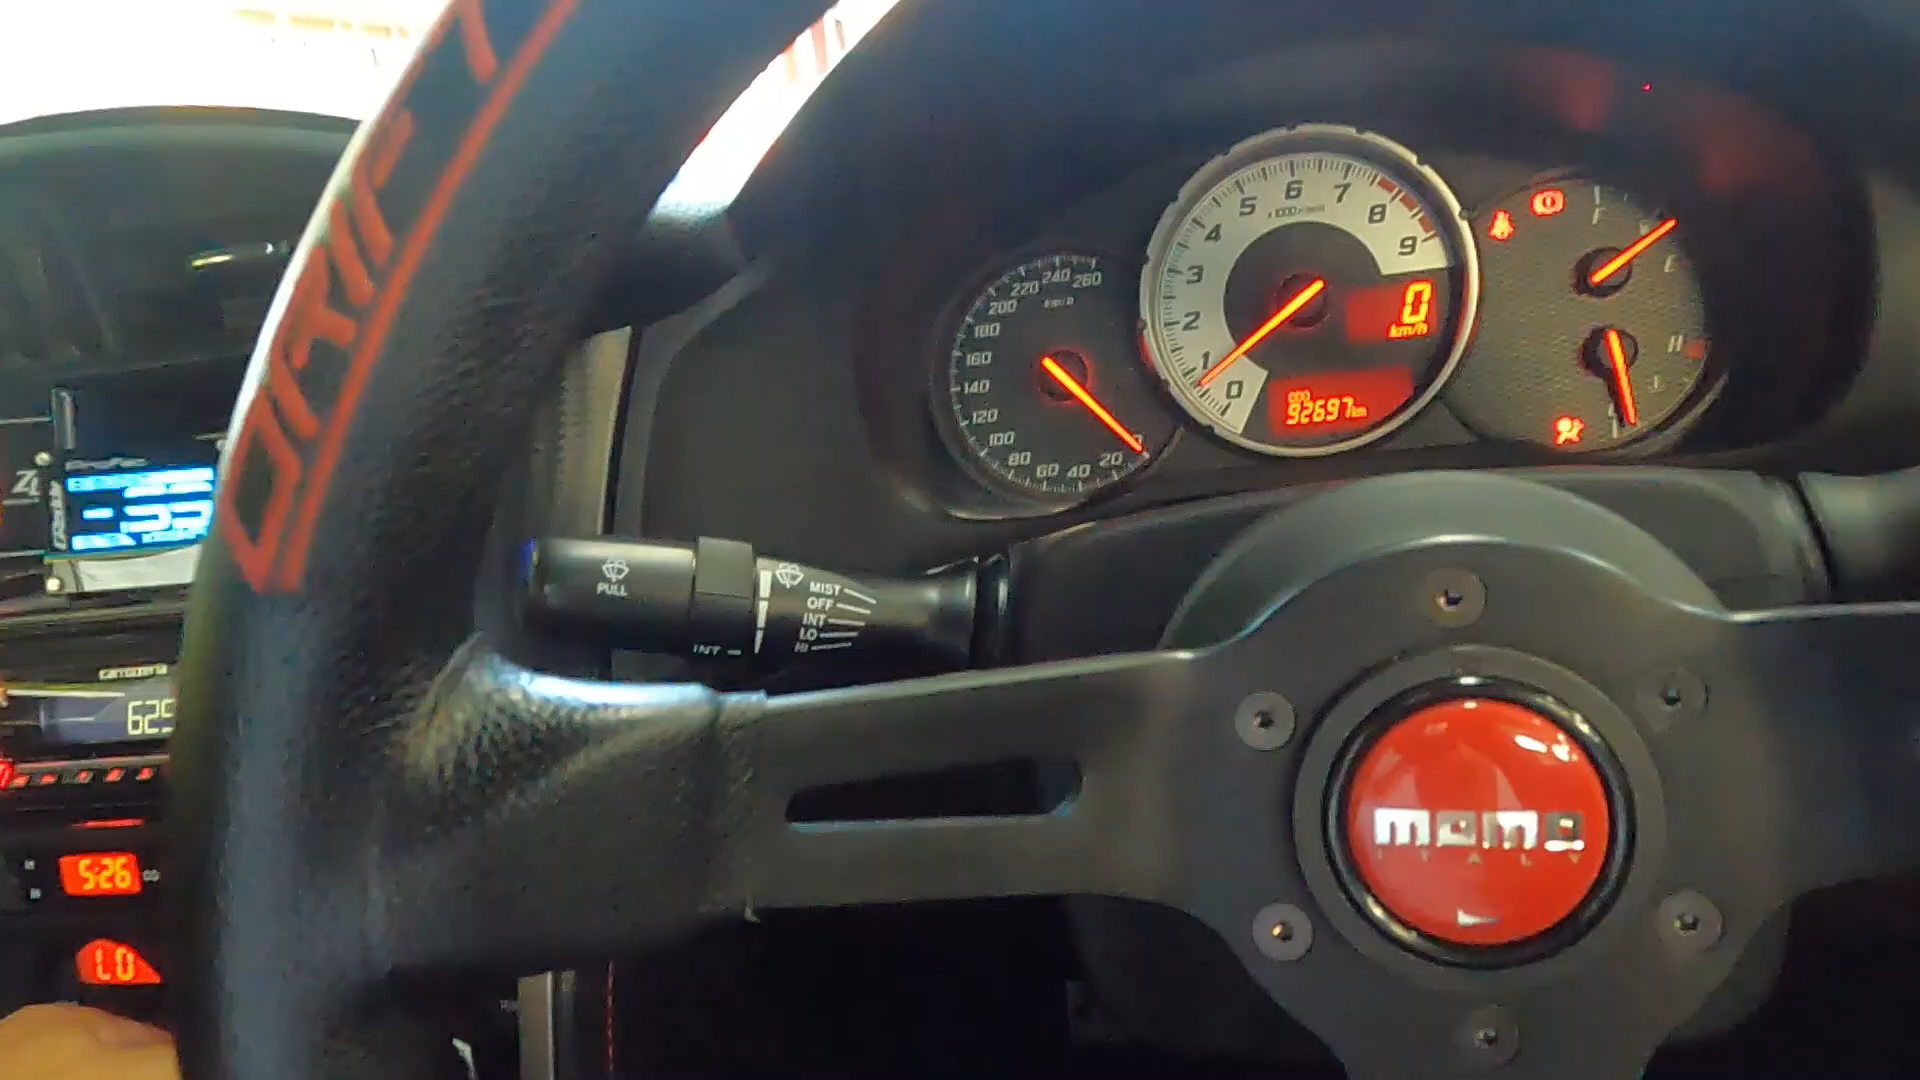 DRIFT
260
240
220
200
180
160
140
120
100
80
60
40
20
km/h
0
1
2
3
4
5
6
7
8
9
x1000r/min
0
km/h
ODO
92697km
F
E
H
PULL
MIST
OFF
INT
LO
HI
INT
-
5:26
LO
momo
ITALY